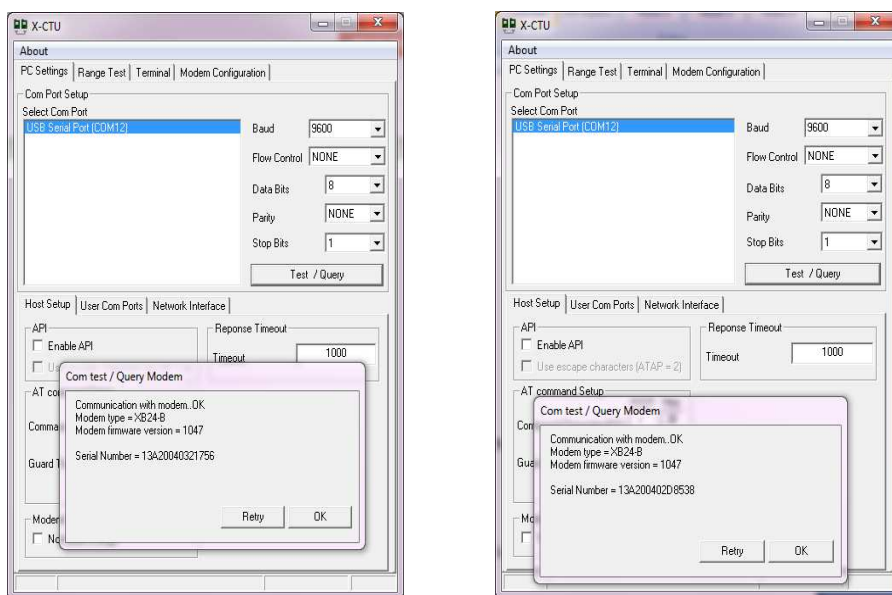 X-CTU
About
PC Settings Range Test Terminal Modem Configuration
Com Port Setup
Select Com Port
USB Serial Port (COM12)
Baud 9600
Flow Control NONE
Data Bits 8
Parity NONE
Stop Bits 1
Test / Query
Host Setup User Com Ports Network Interface
API
Enable API
Reponse Timeout
Timeout 1000
Com test / Query Modem
Communication with modem..OK
Modem type = XB24-B
Modem firmware version = 1047
Serial Number = 13A20040321756
Retry OK
X-CTU
About
PC Settings Range Test Terminal Modem Configuration
Com Port Setup
Select Com Port
USB Serial Port (COM12)
Baud 9600
Flow Control NONE
Data Bits 8
Parity NONE
Stop Bits 1
Test / Query
Host Setup User Com Ports Network Interface
API
Enable API
Use escape characters (ATAP = 2)
Reponse Timeout
Timeout 1000
AT command Setup
Com test / Query Modem
Communication with modem..OK
Modem type = XB24-B
Modem firmware version = 1047
Serial Number = 13A200402D8538
Retry OK